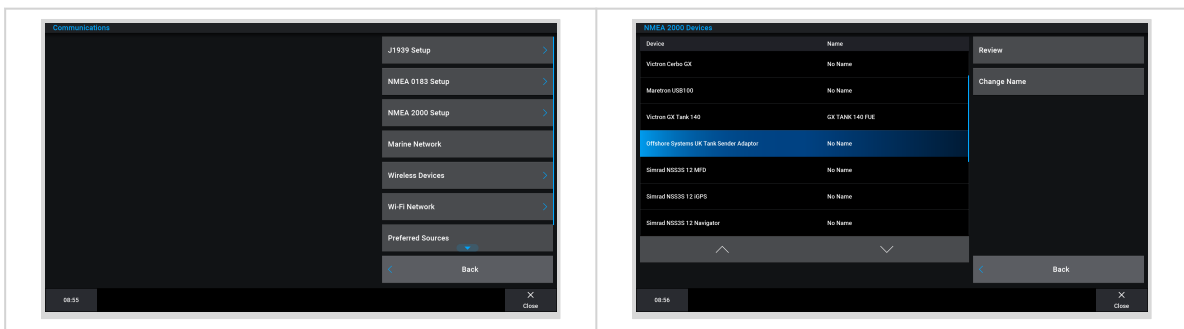 Communications
J1939 Setup
NMEA 0183 Setup
NMEA 2000 Setup
Marine Network
Wireless Devices
Wi-Fi Network
Preferred Sources
Back
08:55
Close
NMEA 2000 Devices
Device Name
Victron Cerbo GX No Name
Maretron USB100 No Name
Victron GX Tank 140 GX TANK 140 FUE
Offshore Systems UK Tank Sender Adaptor No Name
Simrad NSS3S 12 MFD No Name
Simrad NSS3S 12 iGPS No Name
Simrad NSS3S 12 Navigator No Name
Review
Change Name
Back
08:56
Close